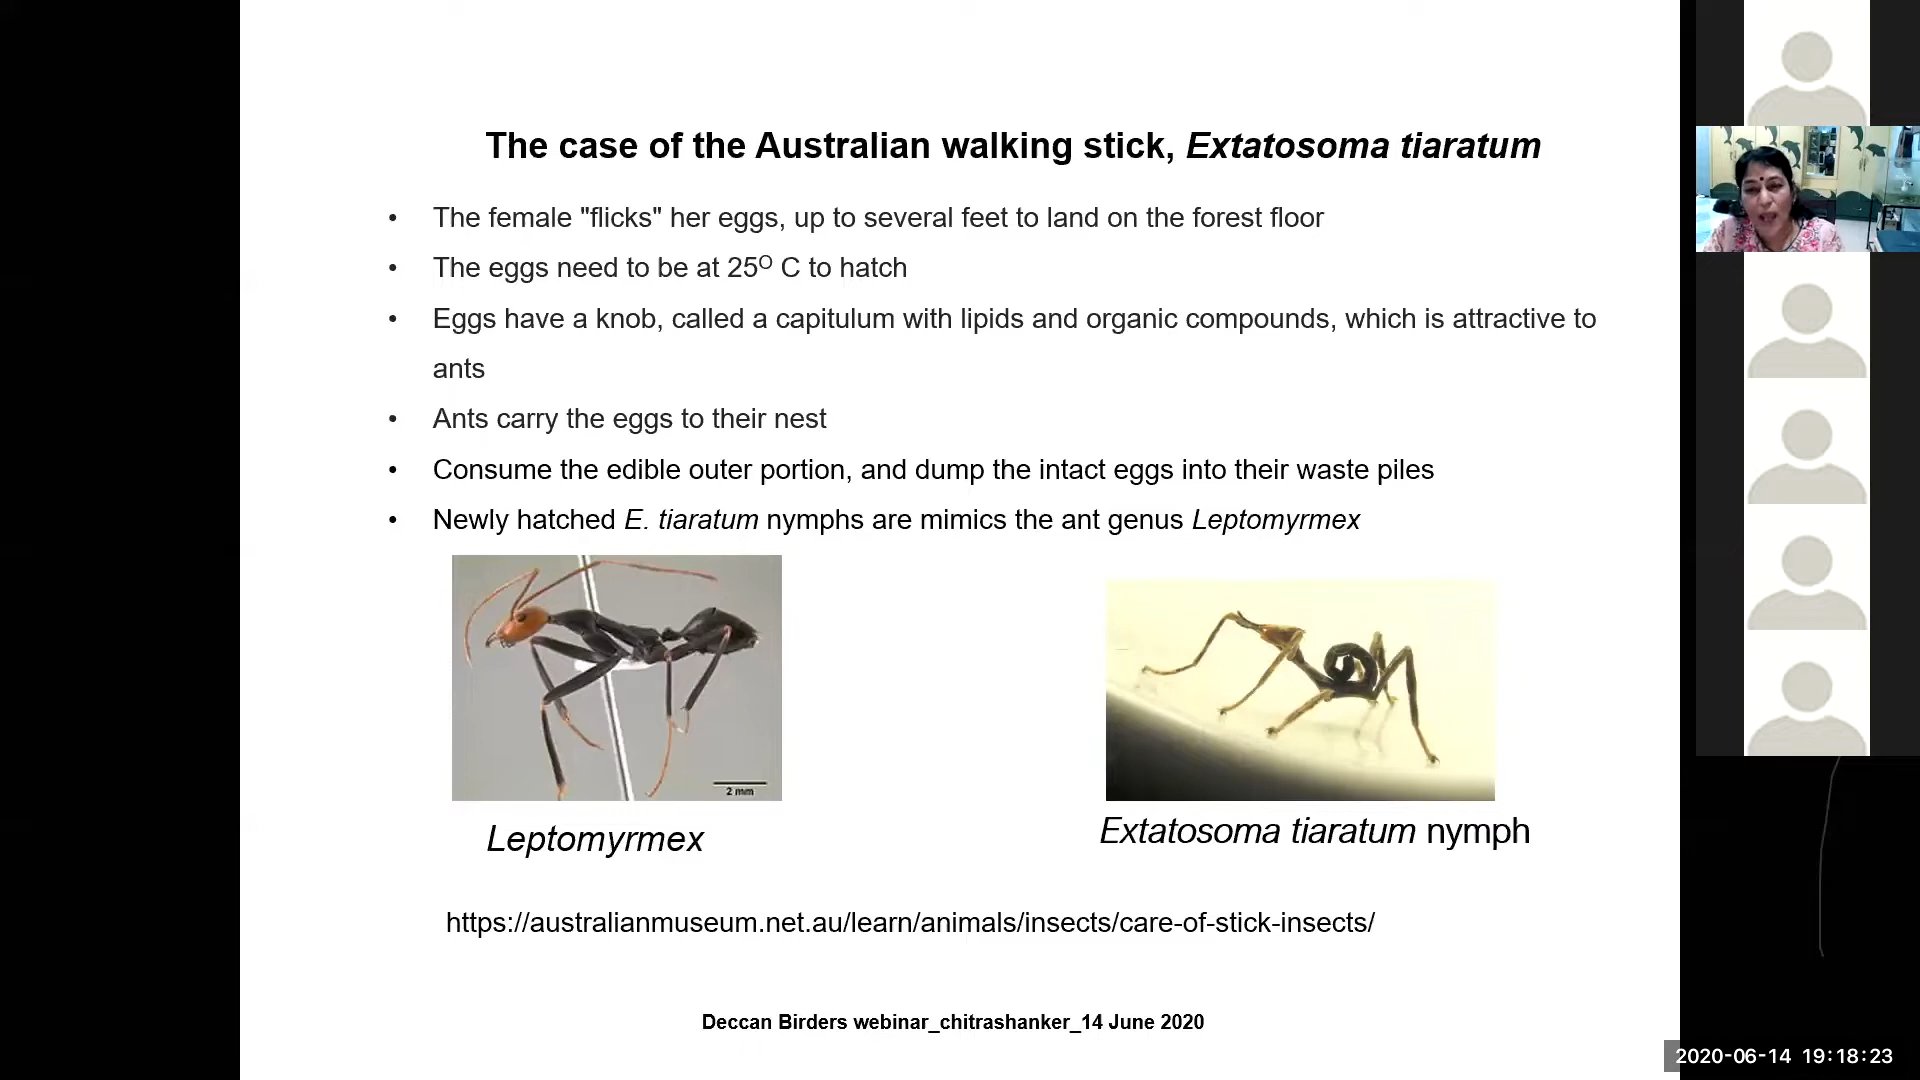 The case of the Australian walking stick, Extatosoma tiaratum
• The female "flicks" her eggs, up to several feet to land on the forest floor
• The eggs need to be at 25O C to hatch
• Eggs have a knob, called a capitulum with lipids and organic compounds, which is attractive to
ants
• Ants carry the eggs to their nest
• Consume the edible outer portion, and dump the intact eggs into their waste piles
• Newly hatched E. tiaratum nymphs are mimics the ant genus Leptomyrmex
2 mm
Leptomyrmex
Extatosoma tiaratum nymph
https://australianmuseum.net.au/learn/animals/insects/care-of-stick-insects/
Deccan Birders webinar_chitrashanker_14 June 2020
2020-06-14 19:18:23